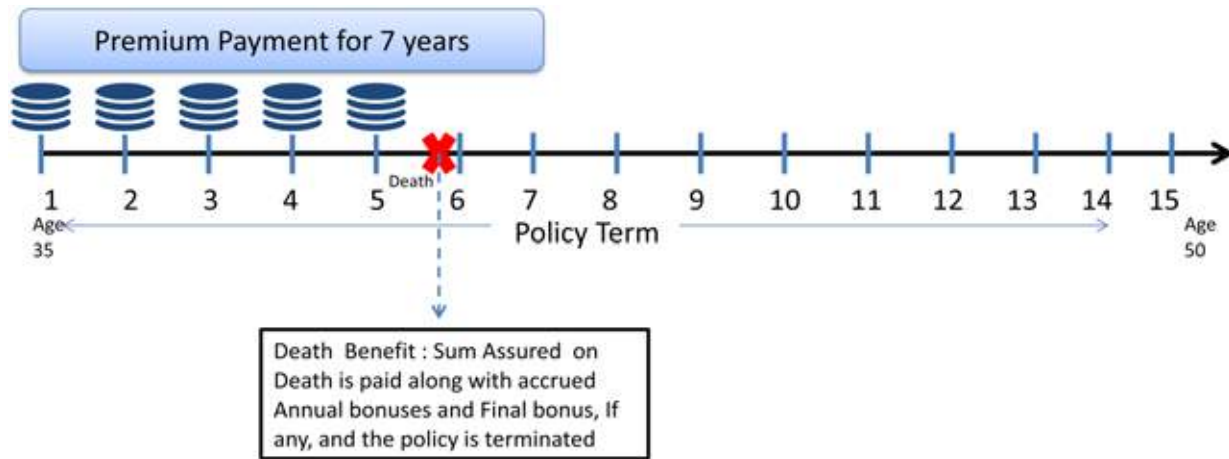 Premium Payment for 7 years
Death
1 2 3 4 5 6 7 8 9 10 11 12 13 14 15
Age
35
Policy Term
Age
50
Death Benefit : Sum Assured on
Death is paid along with accrued
Annual bonuses and Final bonus, If
any, and the policy is terminated